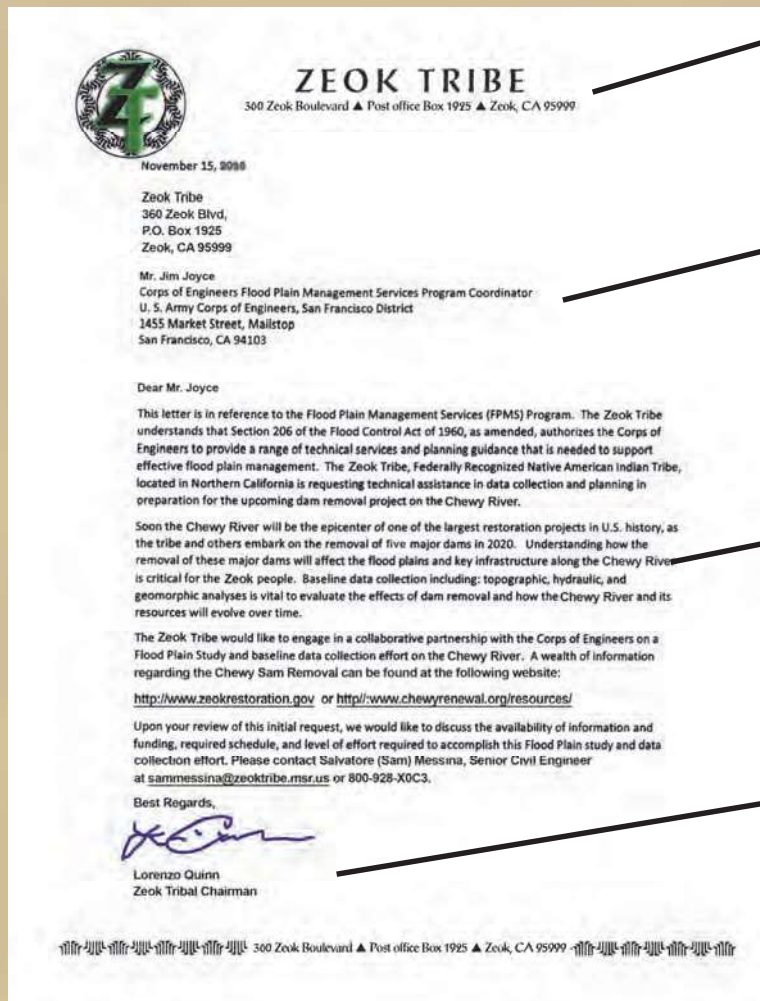 ZEOK TRIBE
300 Zeok Boulevard ▲ Post office Box 1925 ▲ Zeok, CA 95999
November 15,
Zeok Tribe
360 Zeok Blvd,
P.O. Box 1925
Zeok, CA 95999
Mr. Jim Joyce
Corps of Engineers Flood Plain Management Services Program Coordinator
U. S. Army Corps of Engineers, San Francisco District
1455 Market Street, Mailstop
San Francisco, CA 94103
Dear Mr. Joyce
This letter is in reference to the Flood Plain Management Services (FPMS) Program. The Zeok Tribe
understands that Section 206 of the Flood Control Act of 1960, as amended, authorizes the Corps of
Engineers to provide a range of technical services and planning guidance that is needed to support
effective flood plain management. The Zeok Tribe, Federally Recognized Native American Indian Tribe,
located in Northern California is requesting technical assistance in data collection and planning in
preparation for the upcoming dam removal project on the Chewy River.
Soon the Chewy River will be the epicenter of one of the largest restoration projects in U.S. history, as
the tribe and others embark on the removal of five major dams in 2020. Understanding how the
removal of these major dams will affect the flood plains and key infrastructure along the Chewy River
is critical for the Zeok people. Baseline data collection including: topographic, hydraulic, and
geomorphic analyses is vital to evaluate the effects of dam removal and how the Chewy River and its
resources will evolve over time.
The Zeok Tribe would like to engage in a collaborative partnership with the Corps of Engineers on a
Flood Plain Study and baseline data collection effort on the Chewy River. A wealth of information
regarding the Chewy Sam Removal can be found at the following website:
http://www.zeokrestoration.gov or http//:www.chewyrenewal.org/resources/
Upon your review of this initial request, we would like to discuss the availability of information and
funding, required schedule, and level of effort required to accomplish this Flood Plain study and data
collection effort. Please contact Salvatore (Sam) Messina, Senior Civil Engineer
at sammessina@zeoktribe.msr.us or 800-928-X0C3.
Best Regards,
Lorenzo Quinn
Zeok Tribal Chairman
300 Zeok Boulevard ▲ Post office Box 1925 ▲ Zeok, CA 95999